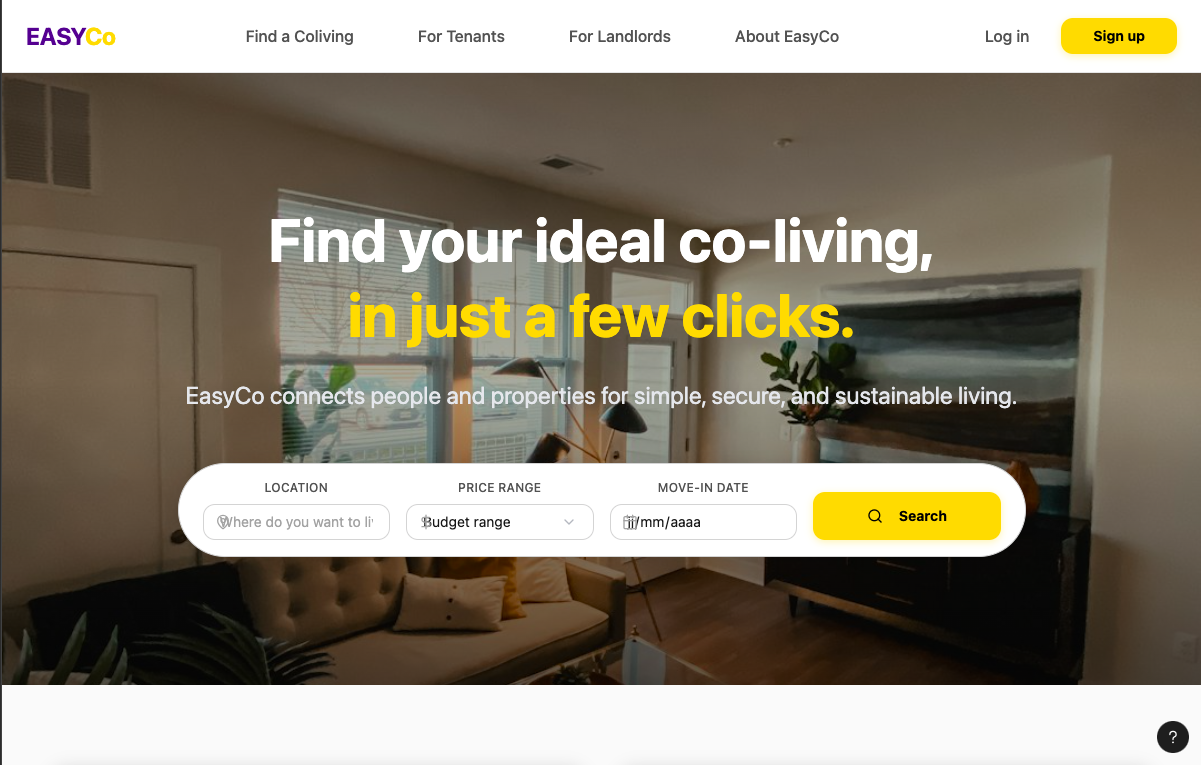 EASYCo
Find a Coliving
For Tenants
For Landlords
About EasyCo
Log in
Sign up
Find your ideal co-living,
in just a few clicks.
EasyCo connects people and properties for simple, secure, and sustainable living.
LOCATION
PRICE RANGE
MOVE-IN DATE
Where do you want to li
Budget range
jj/mm/aaaa
Search
?